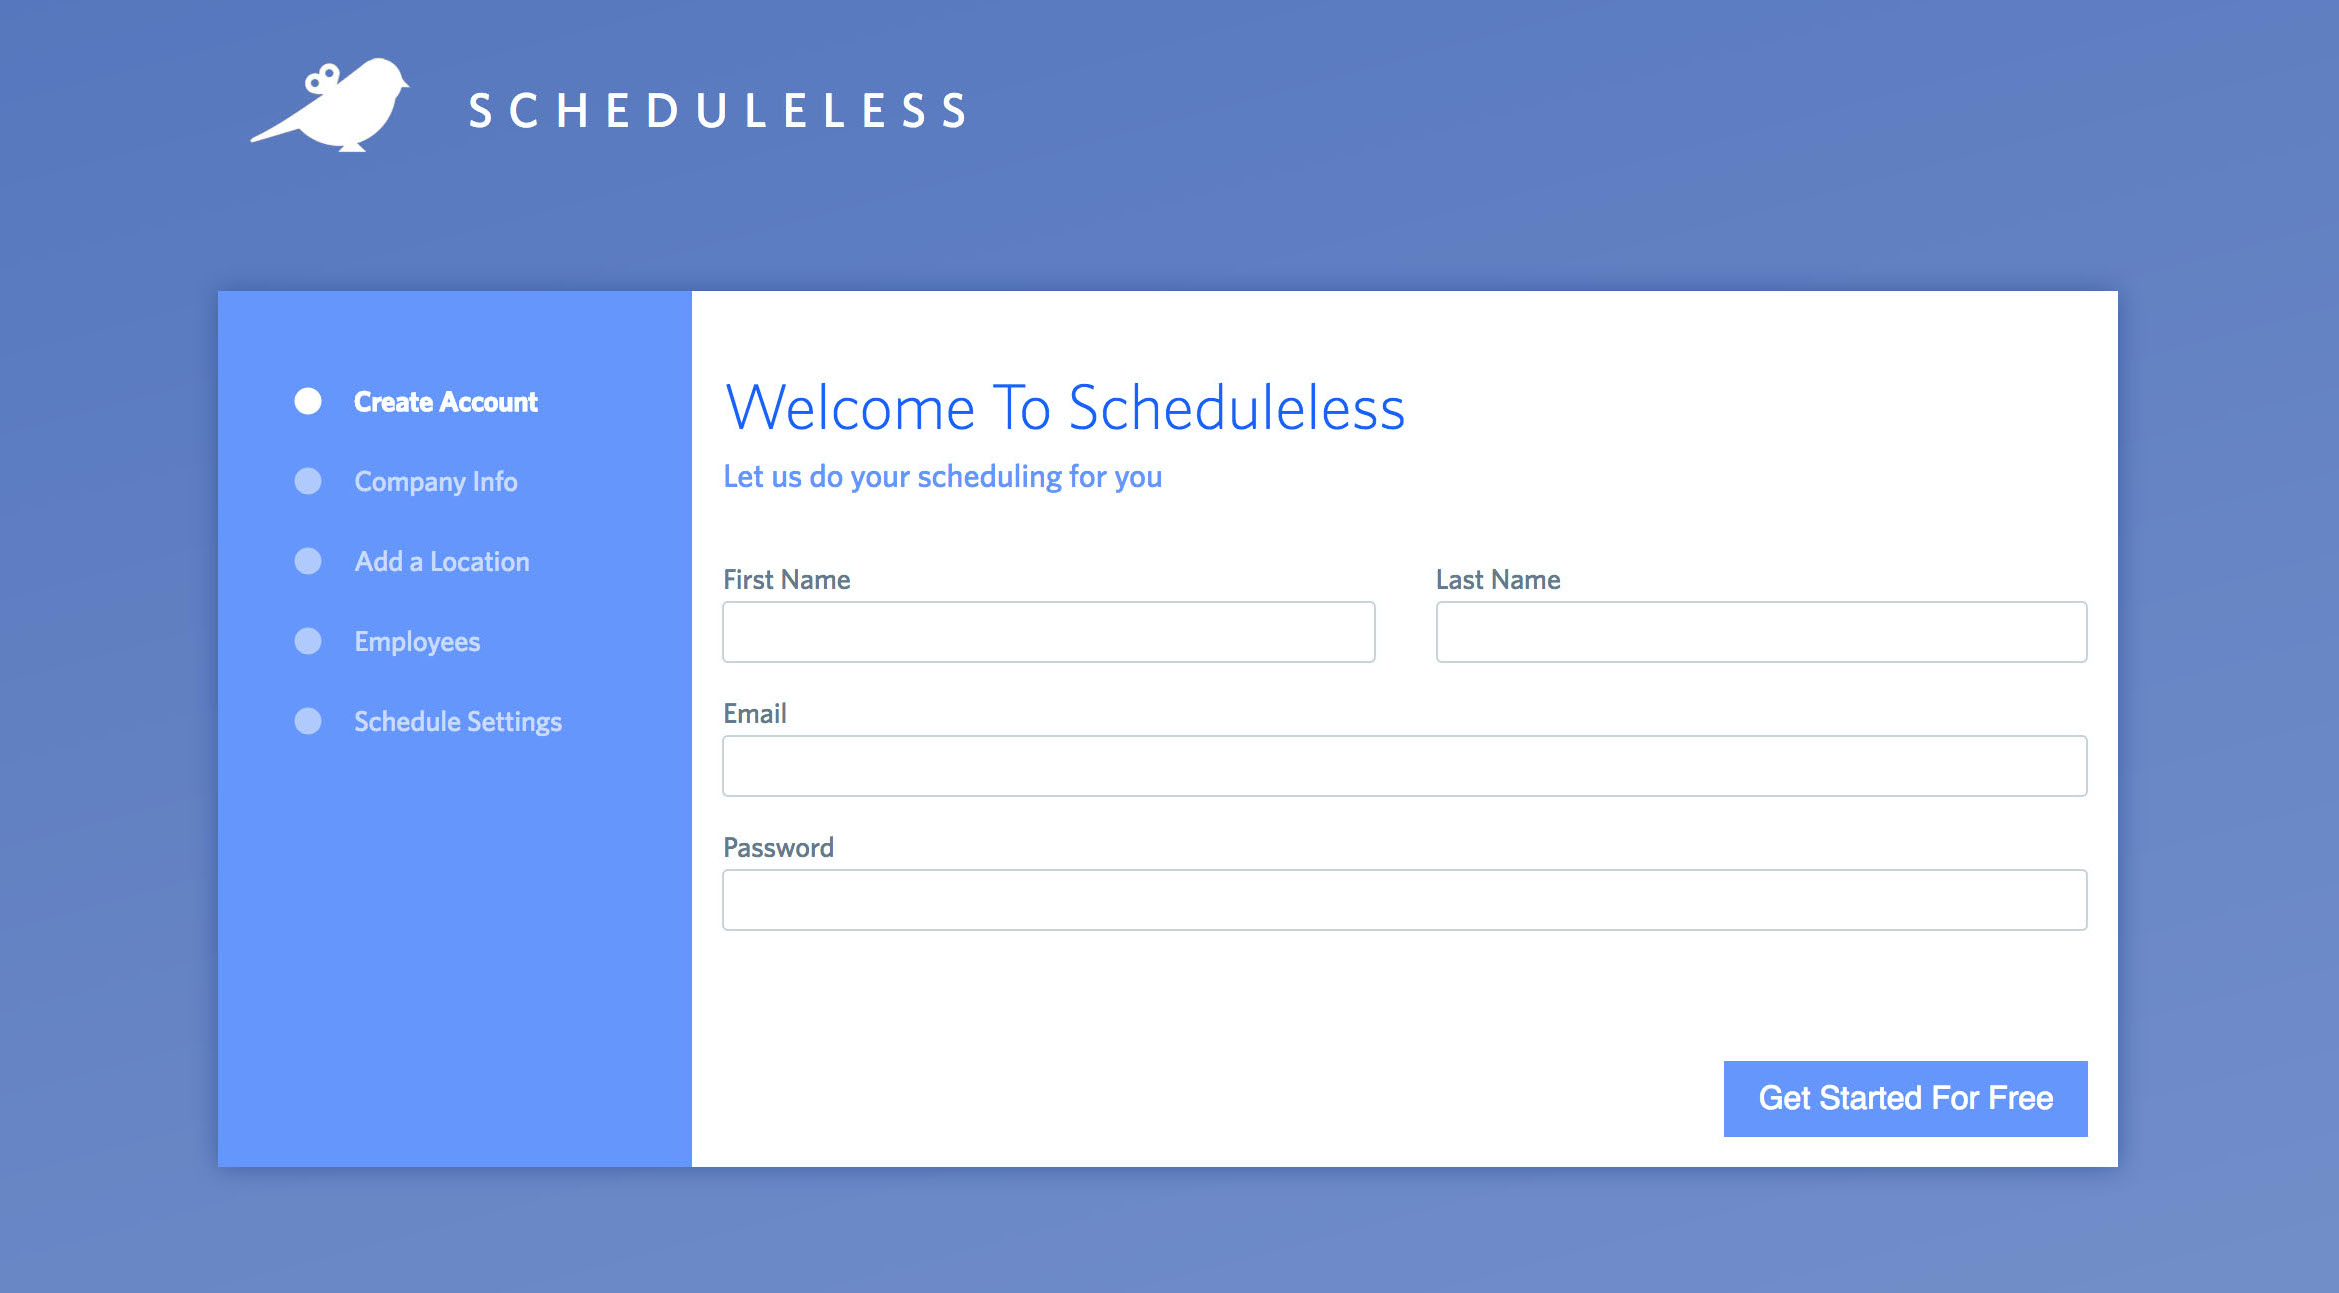 SCHEDULELESS
Create Account
Company Info
Add a Location
Employees
Schedule Settings
Welcome To Scheduleless
Let us do your scheduling for you
First Name
Last Name
Email
Password
Get Started For Free